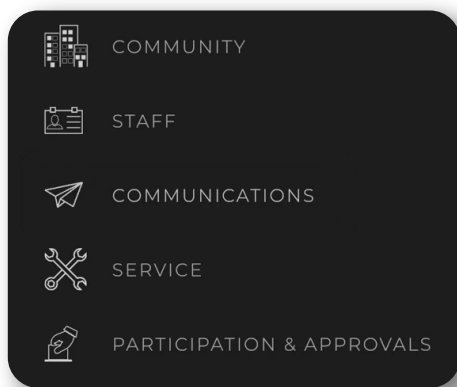 COMMUNITY
STAFF
COMMUNICATIONS
SERVICE
PARTICIPATION & APPROVALS